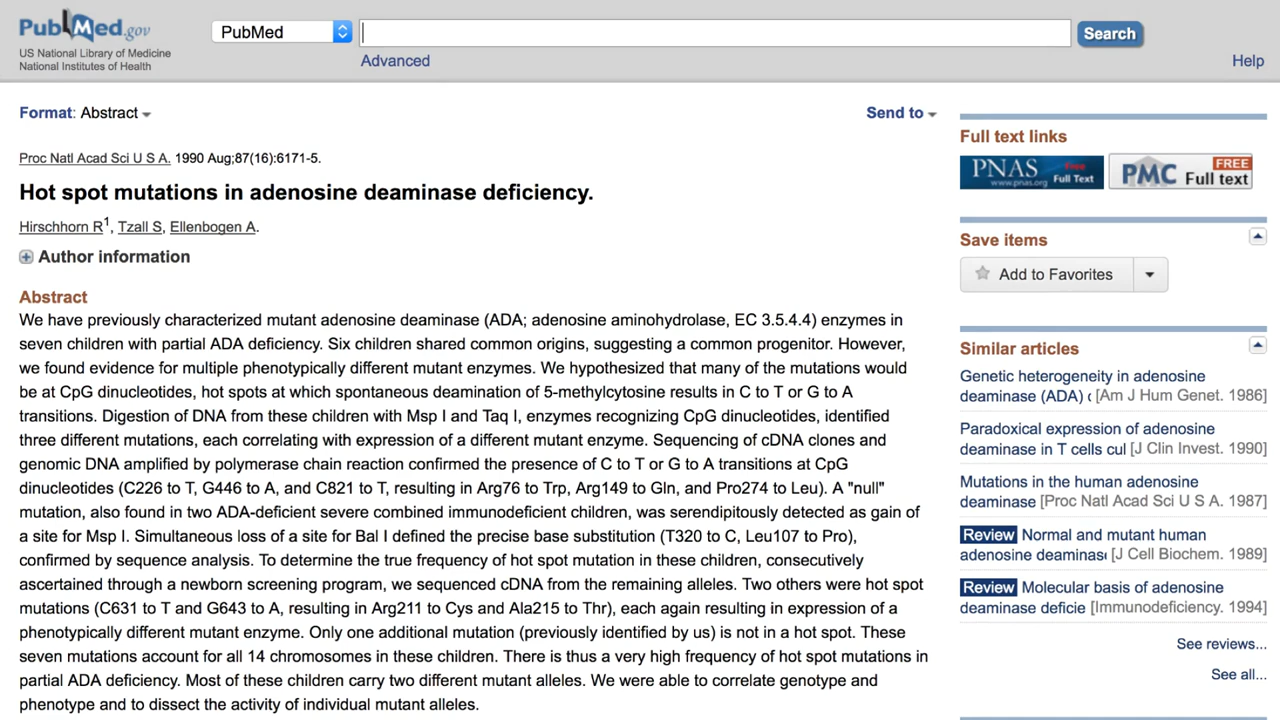 PubMed.gov
US National Library of Medicine
National Institutes of Health
PubMed
Search
Advanced
Help
Format: Abstract
Send to
Proc Natl Acad Sci U S A. 1990 Aug;87(16):6171-5.
Hot spot mutations in adenosine deaminase deficiency.
Hirschhorn R1, Tzall S, Ellenbogen A.
Author information
Abstract
We have previously characterized mutant adenosine deaminase (ADA; adenosine aminohydrolase, EC 3.5.4.4) enzymes in
seven children with partial ADA deficiency. Six children shared common origins, suggesting a common progenitor. However,
we found evidence for multiple phenotypically different mutant enzymes. We hypothesized that many of the mutations would
be at CpG dinucleotides, hot spots at which spontaneous deamination of 5-methylcytosine results in C to T or G to A
transitions. Digestion of DNA from these children with Msp I and Taq I, enzymes recognizing CpG dinucleotides, identified
three different mutations, each correlating with expression of a different mutant enzyme. Sequencing of cDNA clones and
genomic DNA amplified by polymerase chain reaction confirmed the presence of C to T or G to A transitions at CpG
dinucleotides (C226 to T, G446 to A, and C821 to T, resulting in Arg76 to Trp, Arg149 to Gln, and Pro274 to Leu). A "null"
mutation, also found in two ADA-deficient severe combined immunodeficient children, was serendipitously detected as gain of
a site for Msp I. Simultaneous loss of a site for Bal I defined the precise base substitution (T320 to C, Leu107 to Pro),
confirmed by sequence analysis. To determine the true frequency of hot spot mutation in these children, consecutively
ascertained through a newborn screening program, we sequenced cDNA from the remaining alleles. Two others were hot spot
mutations (C631 to T and G643 to A, resulting in Arg211 to Cys and Ala215 to Thr), each again resulting in expression of a
phenotypically different mutant enzyme. Only one additional mutation (previously identified by us) is not in a hot spot. These
seven mutations account for all 14 chromosomes in these children. There is thus a very high frequency of hot spot mutations in
partial ADA deficiency. Most of these children carry two different mutant alleles. We were able to correlate genotype and
phenotype and to dissect the activity of individual mutant alleles.
Full text links
PNAS www.pnas.org Free Full Text
PMC FREE Full text
Save items
Add to Favorites
Similar articles
Genetic heterogeneity in adenosine
deaminase (ADA) c [Am J Hum Genet. 1986]
Paradoxical expression of adenosine
deaminase in T cells cul [J Clin Invest. 1990]
Mutations in the human adenosine
deaminase [Proc Natl Acad Sci U S A. 1987]
Review Normal and mutant human
adenosine deaminase [J Cell Biochem. 1989]
Review Molecular basis of adenosine
deaminase deficie [Immunodeficiency. 1994]
See reviews...
See all...